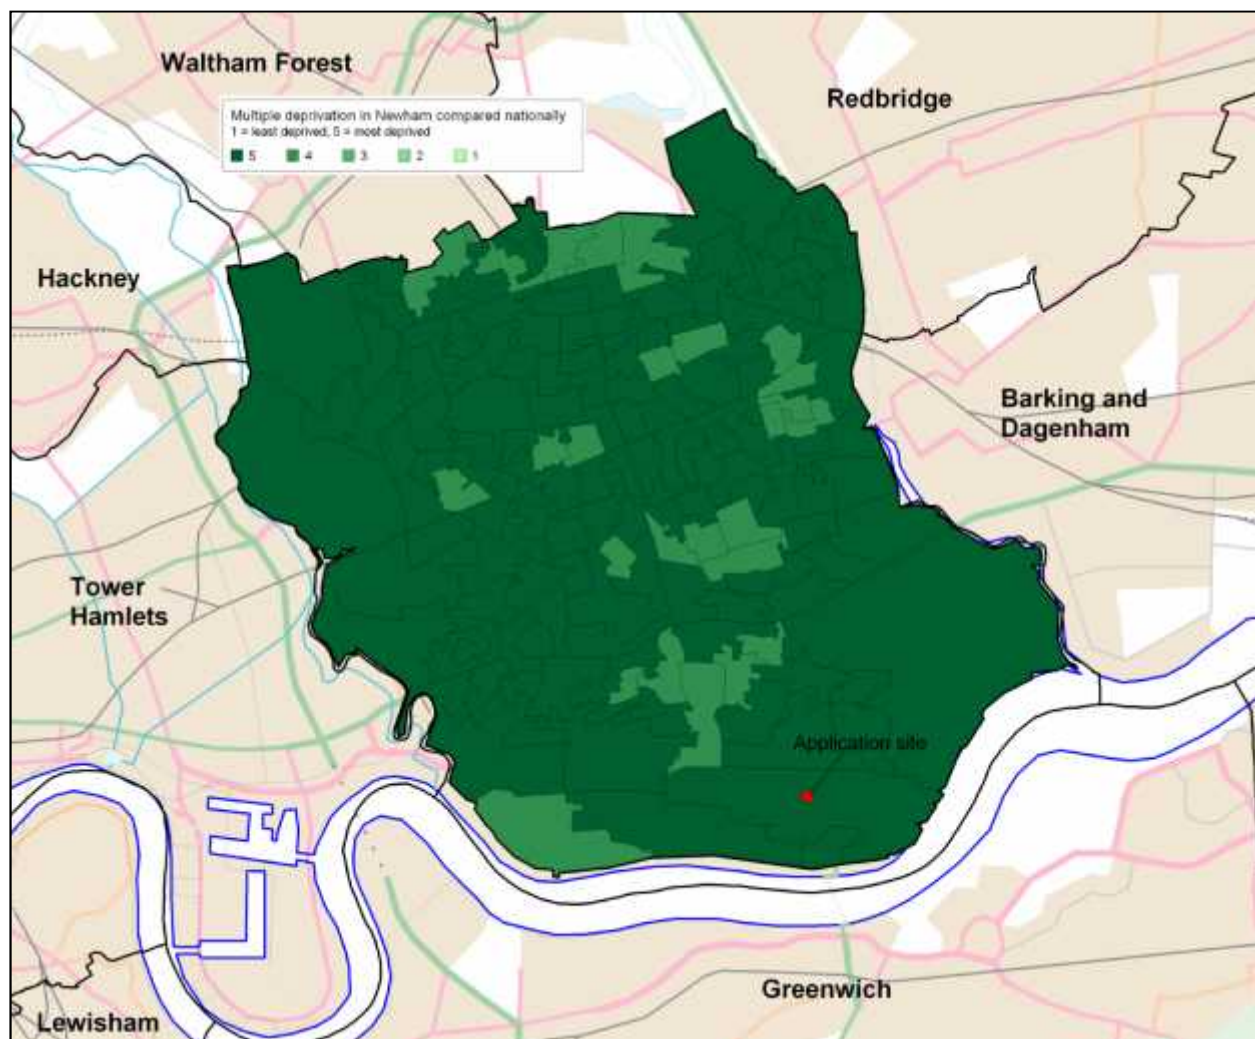 Waltham Forest
Redbridge
Multiple deprivation in Newham compared nationally
1 = least deprived, 5 = most deprived
5 4 3 2 1
Hackney
Barking and
Dagenham
Tower
Hamlets
Application site
Greenwich
Lewisham